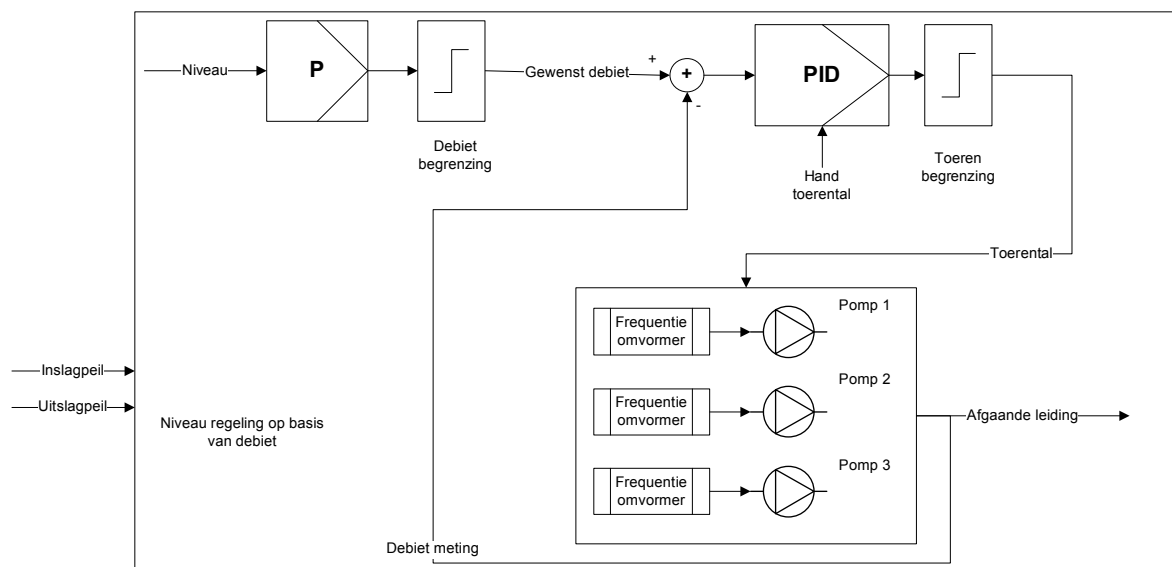 Niveau
P
Debiet
begrenzing
Gewenst debiet
+
+
-
PID
Hand
toerental
Toeren
begrenzing
Toerental
Frequentie
omvormer
Pomp 1
Frequentie
omvormer
Pomp 2
Frequentie
omvormer
Pomp 3
Inslagpeil
Uitslagpeil
Niveau regeling op basis
van debiet
Afgaande leiding
Debiet meting